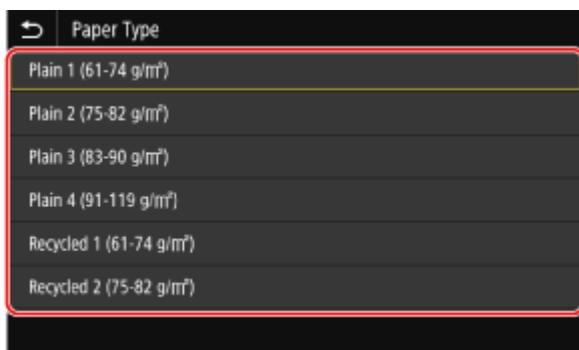 Paper Type
Plain 1 (61-74 g/m²)
Plain 2 (75-82 g/m²)
Plain 3 (83-90 g/m²)
Plain 4 (91-119 g/m²)
Recycled 1 (61-74 g/m²)
Recycled 2 (75-82 g/m²)